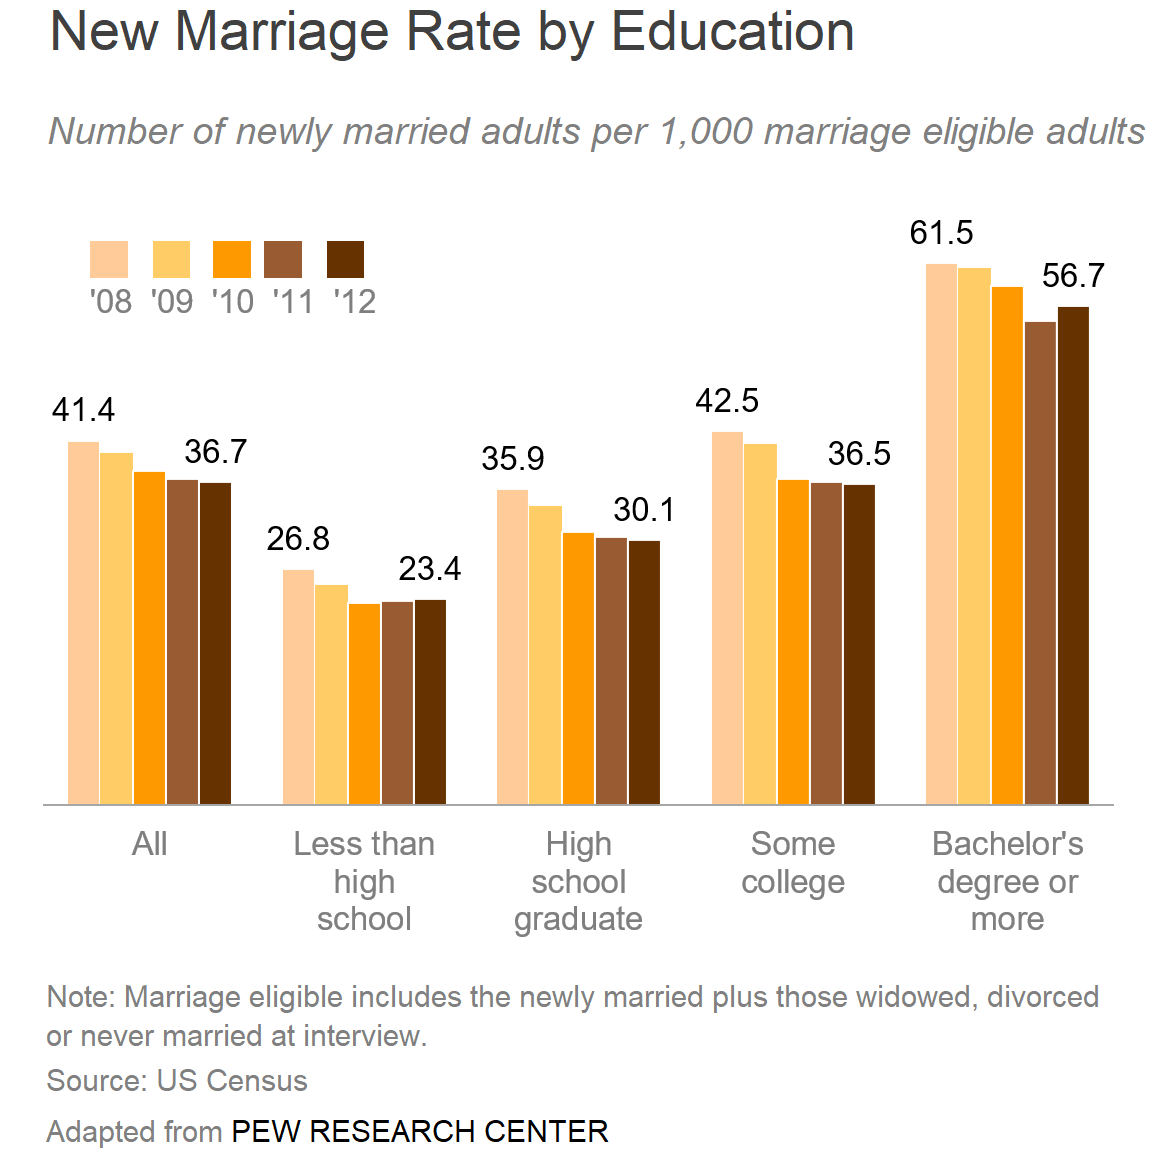 New Marriage Rate by Education
Number of newly married adults per 1,000 marriage eligible adults
'08 '09 '10 '11 '12
41.4
36.7
26.8
23.4
35.9
30.1
42.5
36.5
61.5
56.7
All
Less than
high
school
High
school
graduate
Some
college
Bachelor's
degree or
more
Note: Marriage eligible includes the newly married plus those widowed, divorced
or never married at interview.
Source: US Census
Adapted from PEW RESEARCH CENTER